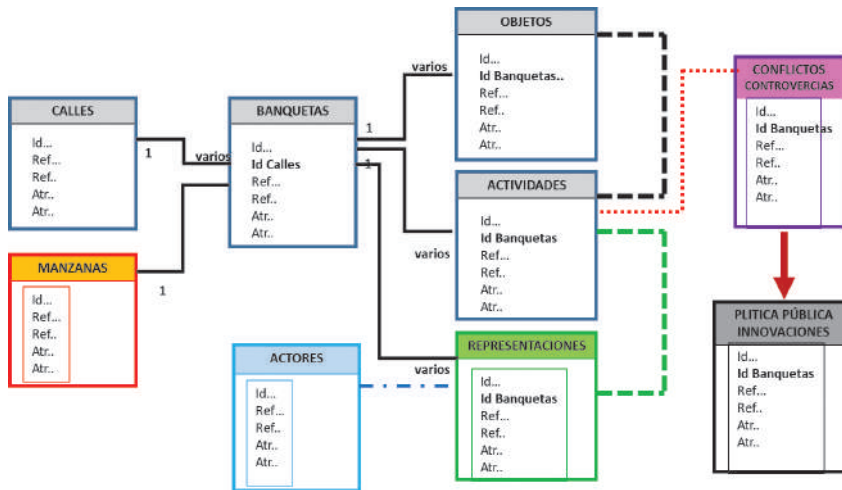 CALLES
Id...
Ref...
Ref..
Atr..
Atr..
1
MANZANAS
Id...
Ref...
Ref..
Atr..
Atr..
1
varios
BANQUETAS
Id...
Id Calles
Ref...
Ref..
Atr..
Atr..
1
1
ACTORES
Id...
Ref...
Ref..
Atr..
Atr..
varios
OBJETOS
Id...
Id Banquetas..
Ref...
Ref..
Atr..
Atr..
varios
ACTIVIDADES
Id...
Id Banquetas
Ref...
Ref..
Atr..
Atr..
varios
REPRESENTACIONES
Id...
Id Banquetas
Ref...
Ref..
Atr..
Atr..
CONFLICTOS
CONTROVERCIAS
Id...
Id Banquetas
Ref...
Ref..
Atr..
Atr..
PLITICA PÚBLICA
INNOVACIONES
Id...
Id Banquetas
Ref...
Ref..
Atr..
Atr..